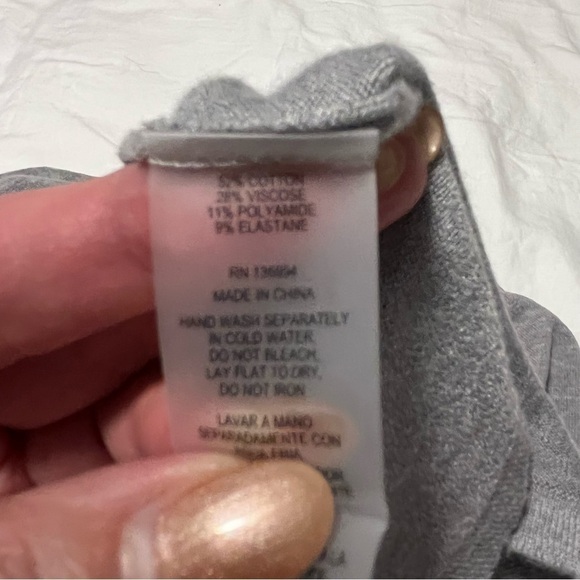 52% COTTON
28% VISCOSE
11% POLYAMIDE
9% ELASTANE
RN 136994
MADE IN CHINA
HAND WASH SEPARATELY
IN COLD WATER,
DO NOT BLEACH,
LAY FLAT TO DRY,
DO NOT IRON
LAVAR A MANO
SEPARADAMENTE CON